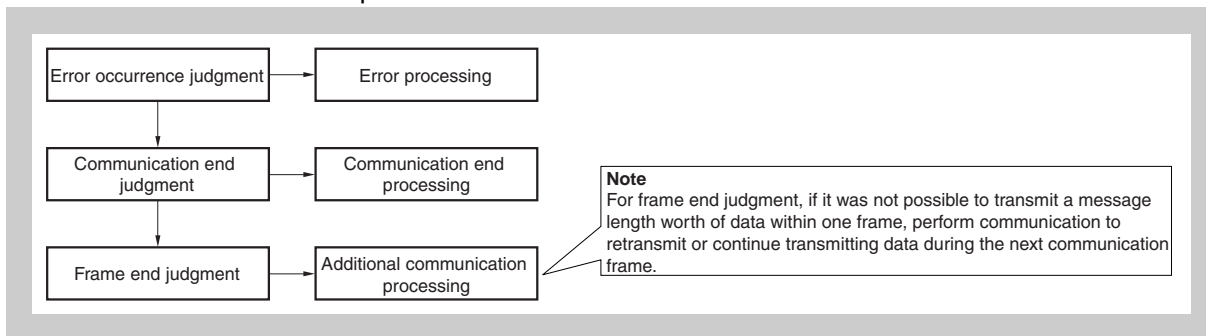 Error occurrence judgment
Error processing
Communication end
judgment
Communication end
processing
Frame end judgment
Additional communication
processing
Note
For frame end judgment, if it was not possible to transmit a message
length worth of data within one frame, perform communication to
retransmit or continue transmitting data during the next communication
frame.